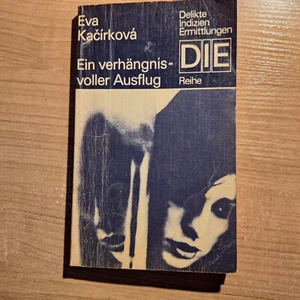 Eva
Kačírková
Ein verhängnis-
voller Ausflug
Delikte
Indizien
Ermittlungen
DIE
Reihe